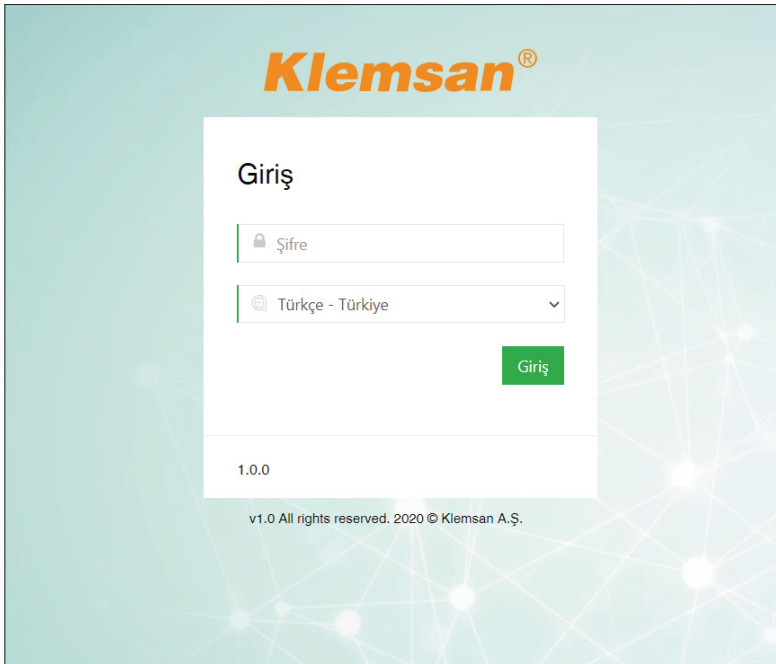 Klemsan®
Giriş
Şifre
Türkçe - Türkiye
Giriş
1.0.0
v1.0 All rights reserved. 2020 © Klemsan A.Ş.